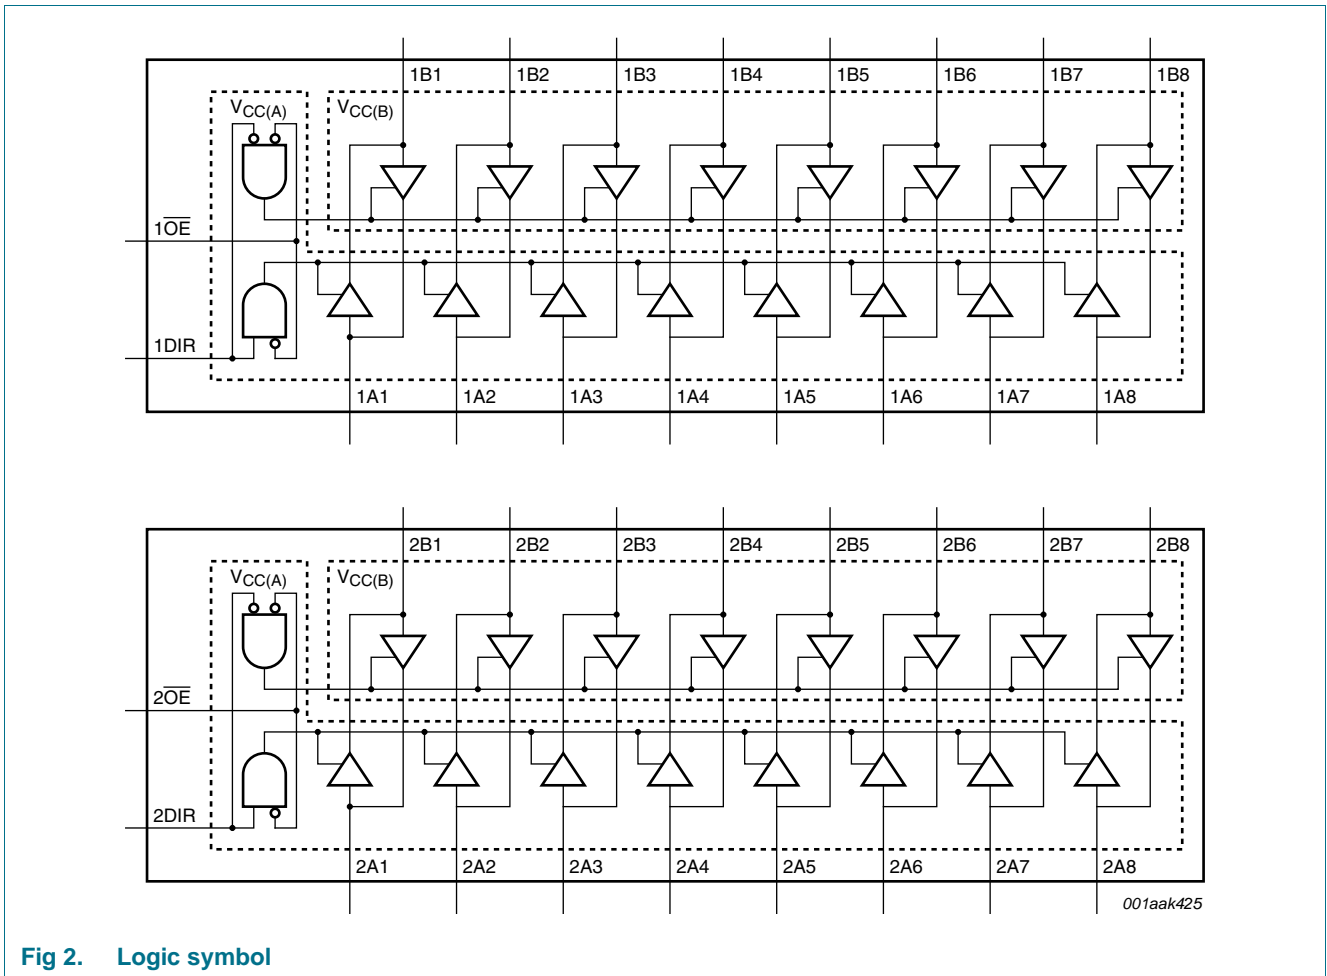 1B1 1B2 1B3 1B4 1B5 1B6 1B7 1B8
VCC(A) VCC(B)
1O̅E̅
1DIR
1A1 1A2 1A3 1A4 1A5 1A6 1A7 1A8
2B1 2B2 2B3 2B4 2B5 2B6 2B7 2B8
VCC(A) VCC(B)
2O̅E̅
2DIR
2A1 2A2 2A3 2A4 2A5 2A6 2A7 2A8
001aak425
Fig 2. Logic symbol